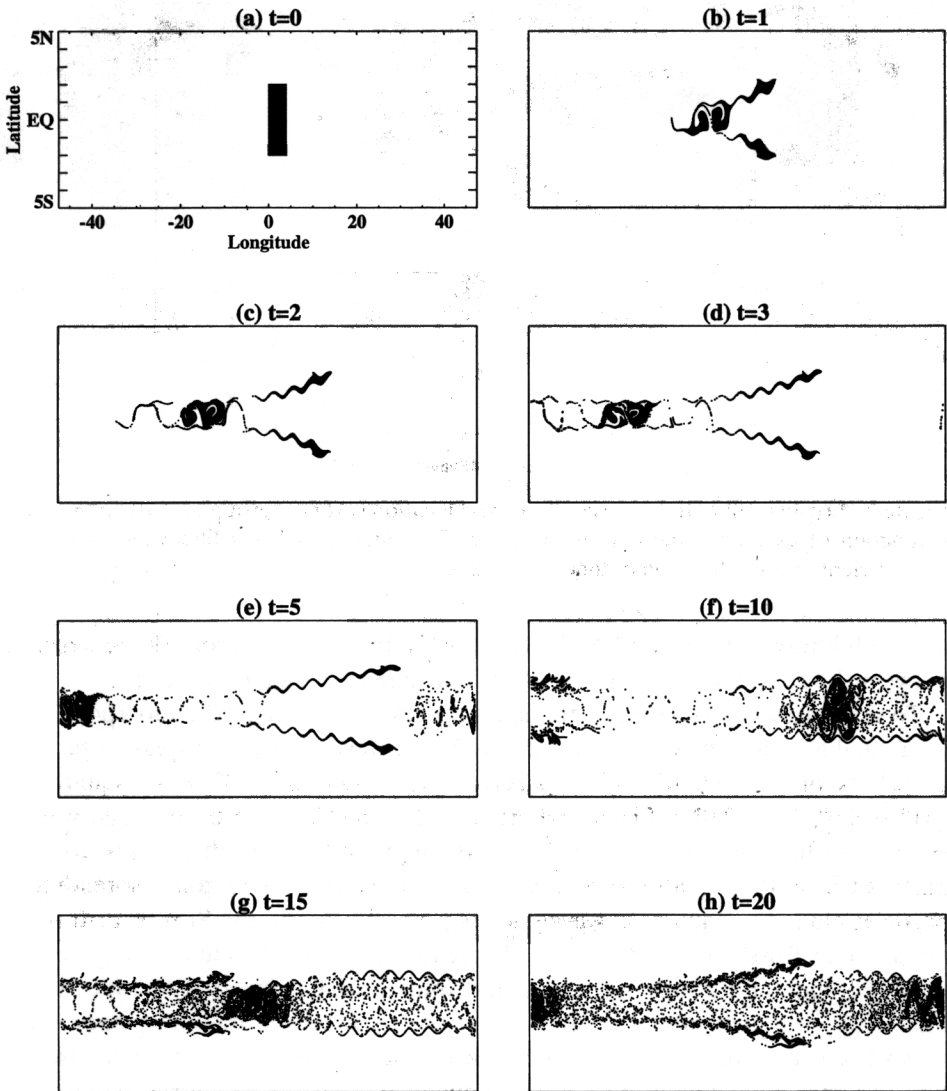 (a) t=0
(b) t=1
5N
EQ
5S
Latitude
-40 -20 0 20 40
Longitude
(c) t=2
(d) t=3
(e) t=5
(f) t=10
(g) t=15
(h) t=20